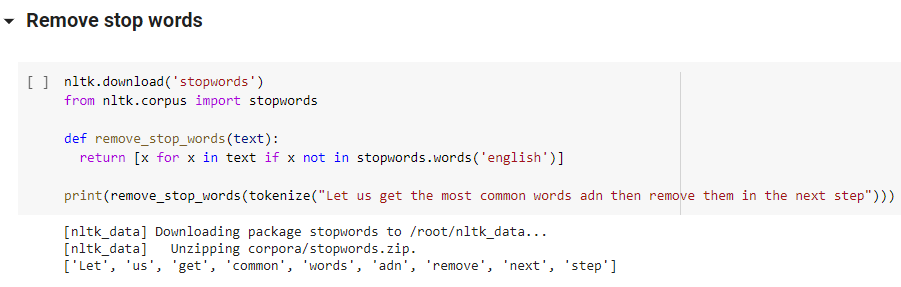 Remove stop words
[ ] nltk.download('stopwords')
from nltk.corpus import stopwords
def remove_stop_words(text):
return [x for x in text if x not in stopwords.words('english')]
print(remove_stop_words(tokenize("Let us get the most common words adn then remove them in the next step")))
[nltk_data] Downloading package stopwords to /root/nltk_data...
[nltk_data]   Unzipping corpora/stopwords.zip.
['Let', 'us', 'get', 'common', 'words', 'adn', 'remove', 'next', 'step']